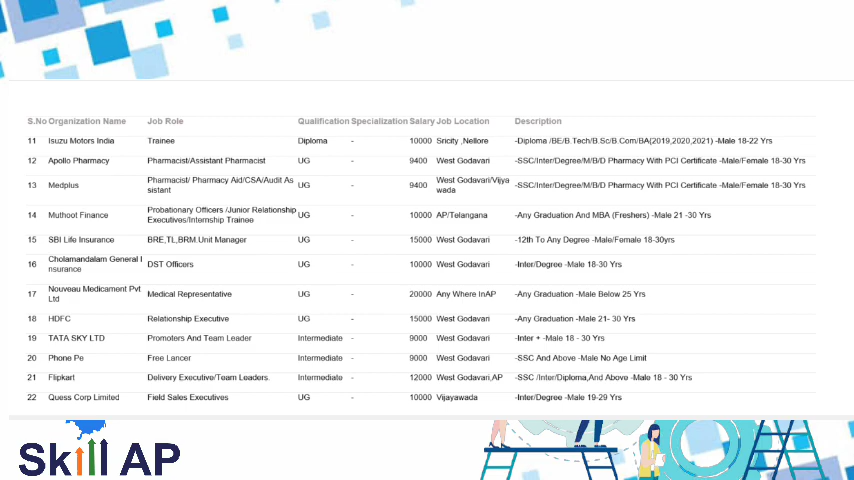 S.No Organization Name Job Role Qualification Specialization Salary Job Location Description
11 Isuzu Motors India Trainee Diploma - 10000 Sricity ,Nellore -Diploma /BE/B.Tech/B.Sc/B.Com/BA(2019,2020,2021) -Male 18-22 Yrs
12 Apollo Pharmacy Pharmacist/Assistant Pharmacist UG - 9400 West Godavari -SSC/Inter/Degree/M/B/D Pharmacy With PCI Certificate -Male/Female 18-30 Yrs
13 Medplus Pharmacist/ Pharmacy Aid/CSA/Audit As
sistant UG - 9400 West Godavari/Vijya
wada -SSC/Inter/Degree/M/B/D Pharmacy With PCI Certificate -Male/Female 18-30 Yrs
14 Muthoot Finance Probationary Officers /Junior Relationship
Executives/Internship Trainee UG - 10000 AP/Telangana -Any Graduation And MBA (Freshers) -Male 21 -30 Yrs
15 SBI Life Insurance BRE,TL,BRM.Unit Manager UG - 15000 West Godavari -12th To Any Degree -Male/Female 18-30yrs
16 Cholamandalam General I
nsurance DST Officers UG - 10000 West Godavari -Inter/Degree -Male 18-30 Yrs
17 Nouveau Medicament Pvt
Ltd Medical Representative UG - 20000 Any Where InAP -Any Graduation -Male Below 25 Yrs
18 HDFC Relationship Executive UG - 15000 West Godavari -Any Graduation -Male 21- 30 Yrs
19 TATA SKY LTD Promoters And Team Leader Intermediate - 9000 West Godavari -Inter + -Male 18 - 30 Yrs
20 Phone Pe Free Lancer Intermediate - 9000 West Godavari -SSC And Above -Male No Age Limit
21 Flipkart Delivery Executive/Team Leaders. Intermediate - 12000 West Godavari,AP -SSC /Inter/Diploma,And Above -Male 18 - 30 Yrs
22 Quess Corp Limited Field Sales Executives UG - 10000 Vijayawada -Inter/Degree -Male 19-29 Yrs
Skill AP